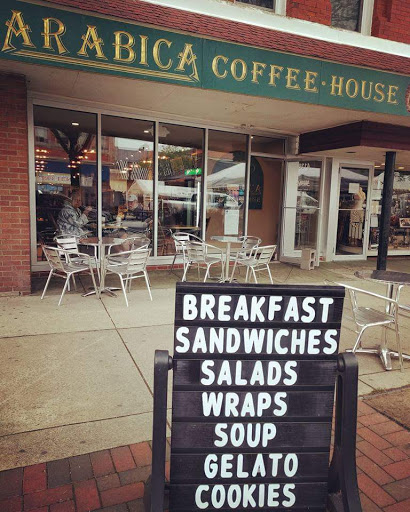 ARABICA COFFEE · HOUSE
BREAKFAST
SANDWICHES
SALADS
WRAPS
SOUP
GELATO
COOKIES